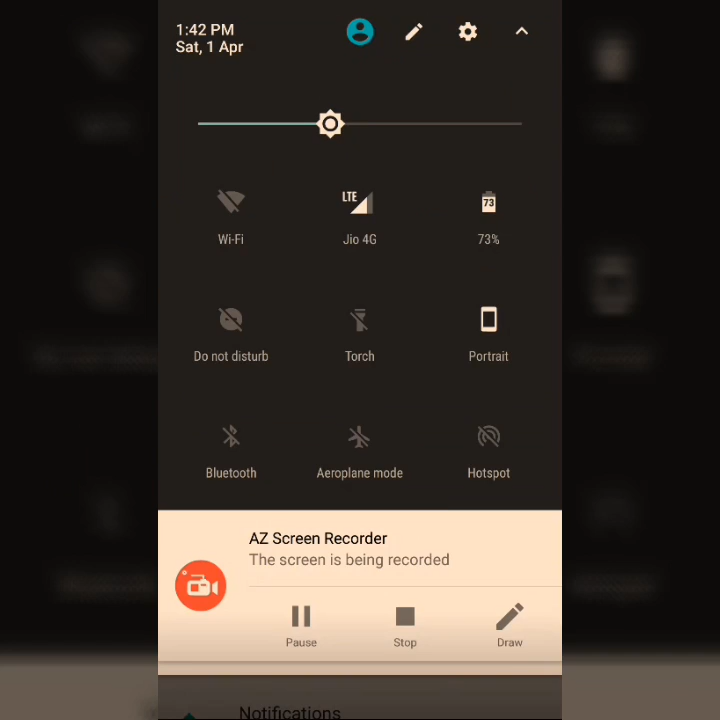 1:42 PM
Sat, 1 Apr
LTE
73
Wi-Fi
Jio 4G
73%
Do not disturb
Torch
Portrait
Bluetooth
Aeroplane mode
Hotspot
AZ Screen Recorder
The screen is being recorded
Pause
Stop
Draw
Notifications